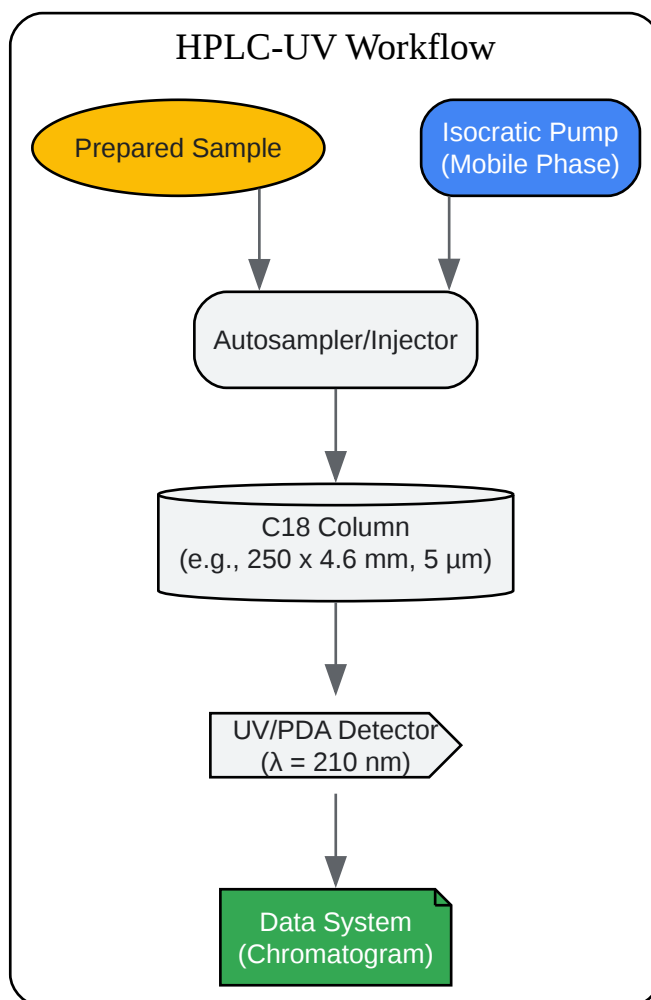 HPLC-UV Workflow
Prepared Sample
Isocratic Pump
(Mobile Phase)
Autosampler/Injector
C18 Column
(e.g., 250 x 4.6 mm, 5 µm)
UV/PDA Detector
(λ = 210 nm)
Data System
(Chromatogram)